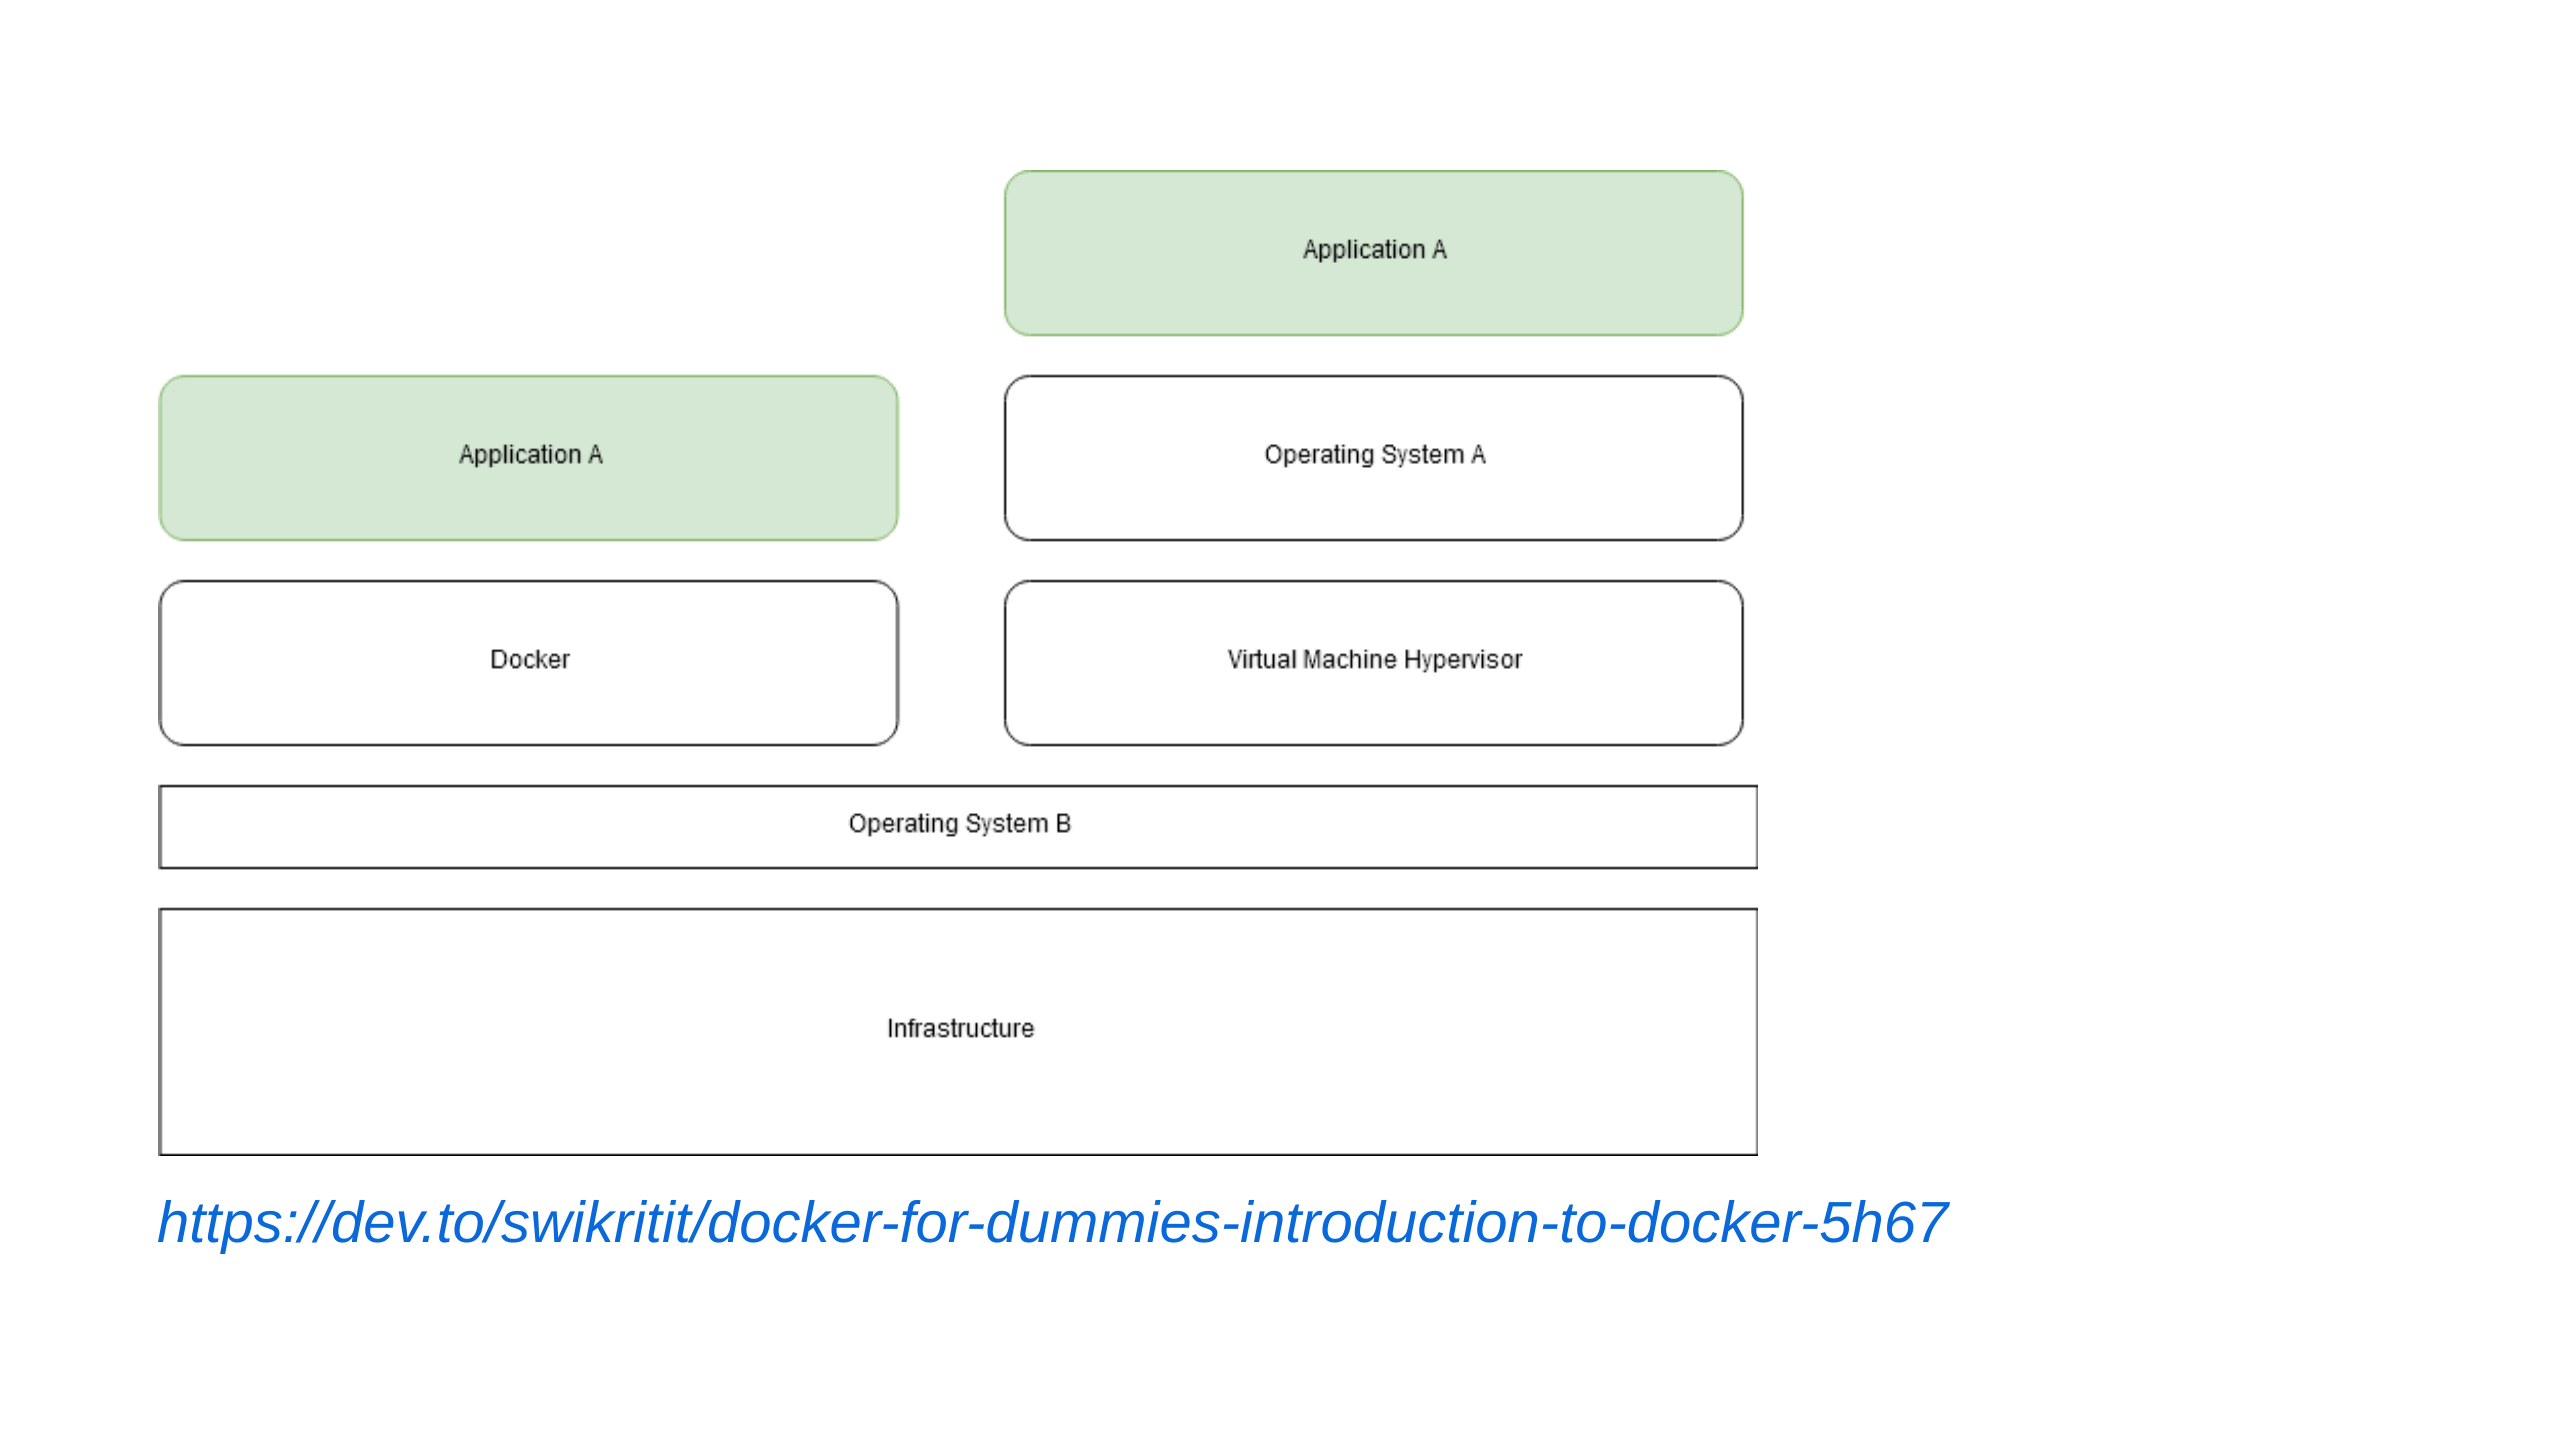 Application A
Application A
Operating System A
Docker
Virtual Machine Hypervisor
Operating System B
Infrastructure
https://dev.to/swikritit/docker-for-dummies-introduction-to-docker-5h67